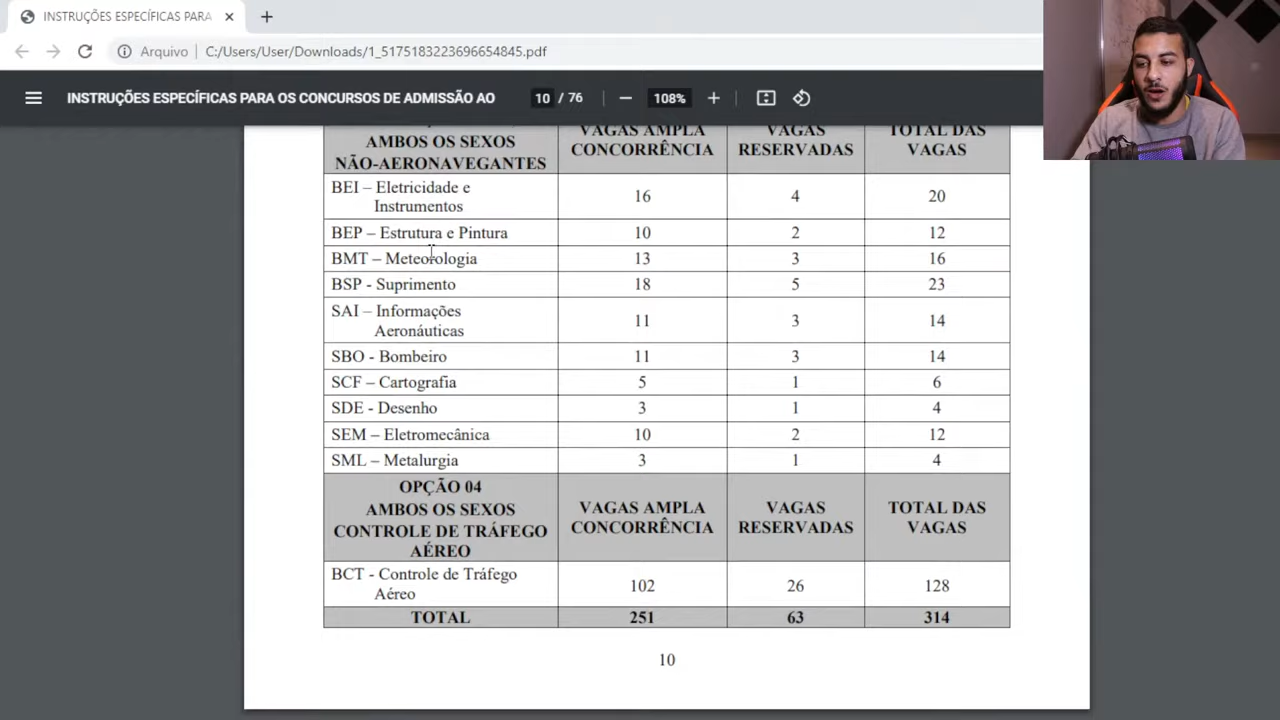 INSTRUÇÕES ESPECÍFICAS PARA
Arquivo C:/Users/User/Downloads/1_5175183223696654845.pdf
INSTRUÇÕES ESPECÍFICAS PARA OS CONCURSOS DE ADMISSÃO AO 10 / 76 108%
AMBOS OS SEXOS NÃO-AERONAVEGANTES VAGAS AMPLA CONCORRÊNCIA VAGAS RESERVADAS TOTAL DAS VAGAS
BEI – Eletricidade e Instrumentos 16 4 20
BEP – Estrutura e Pintura 10 2 12
BMT – Meteorologia 13 3 16
BSP - Suprimento 18 5 23
SAI – Informações Aeronáuticas 11 3 14
SBO - Bombeiro 11 3 14
SCF – Cartografia 5 1 6
SDE - Desenho 3 1 4
SEM – Eletromecânica 10 2 12
SML – Metalurgia 3 1 4
OPÇÃO 04 AMBOS OS SEXOS CONTROLE DE TRÁFEGO AÉREO VAGAS AMPLA CONCORRÊNCIA VAGAS RESERVADAS TOTAL DAS VAGAS
BCT - Controle de Tráfego Aéreo 102 26 128
TOTAL 251 63 314
10